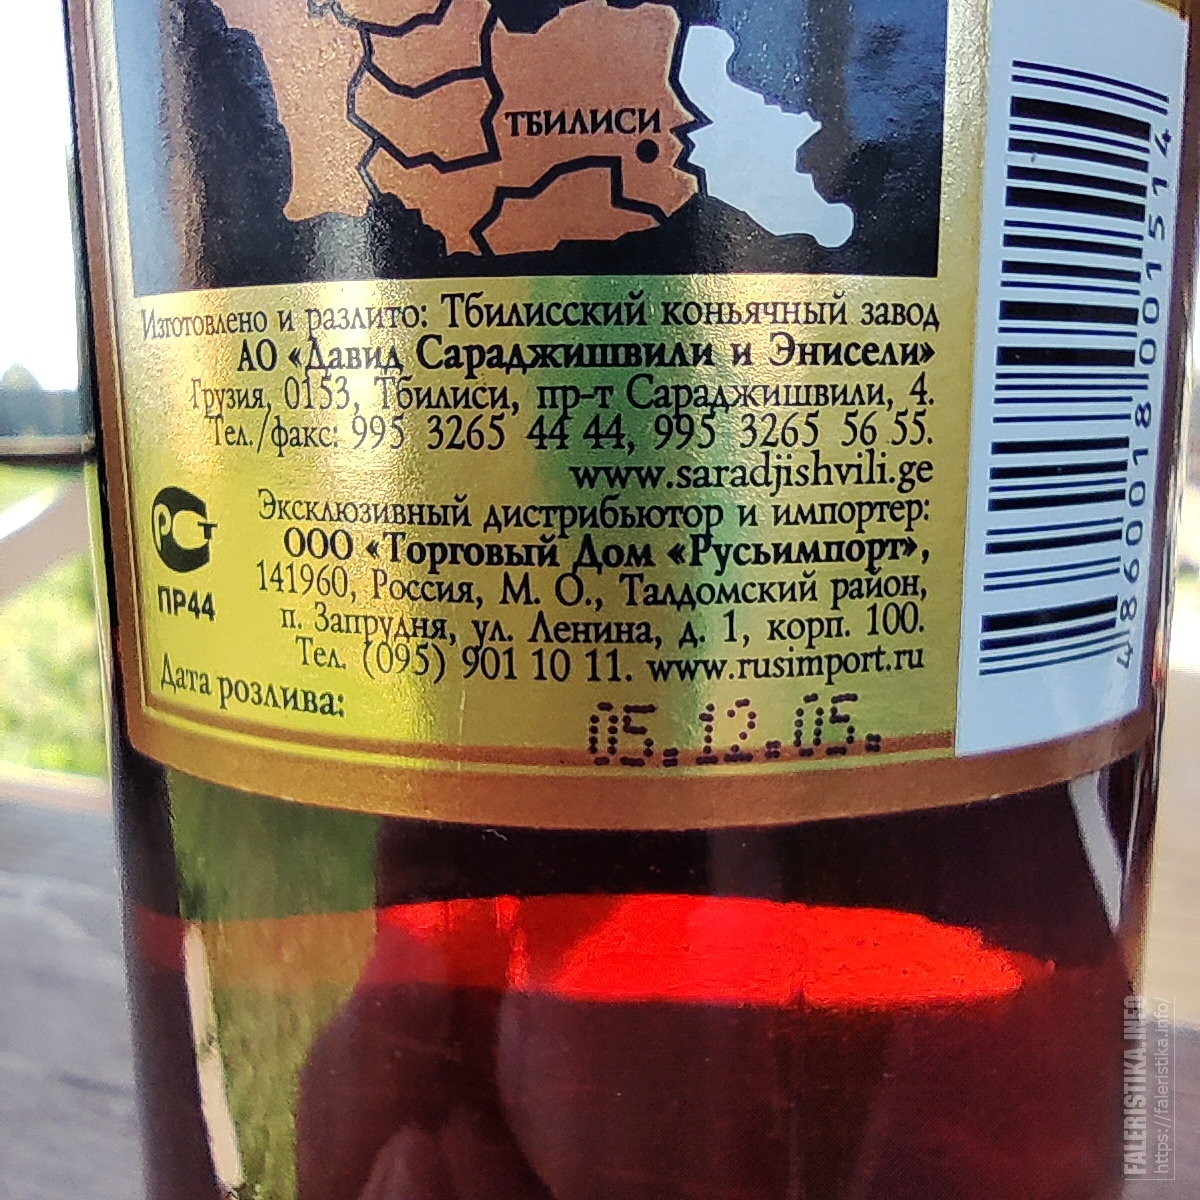 ТБИЛИСИ
Изготовлено и разлито: Тбилисский коньячный завод
АО «Давид Сараджишвили и Энисели»
Грузия, 0153, Тбилиси, пр-т Сараджишвили, 4.
Тел./факс: 995 3265 44 44, 995 3265 56 55.
www.saradjishvili.ge
Эксклюзивный дистрибьютор и импортер:
ООО «Торговый Дом «Русьимпорт»,
141960, Россия, М. О., Талдомский район,
п. Запрудня, ул. Ленина, д. 1, корп. 100.
Тел. (095) 901 10 11. www.rusimport.ru
РСТ
ПР44
Дата розлива:
05.12.05.
4860018001514
FALERISTIKA.INFO
https://faleristika.info/